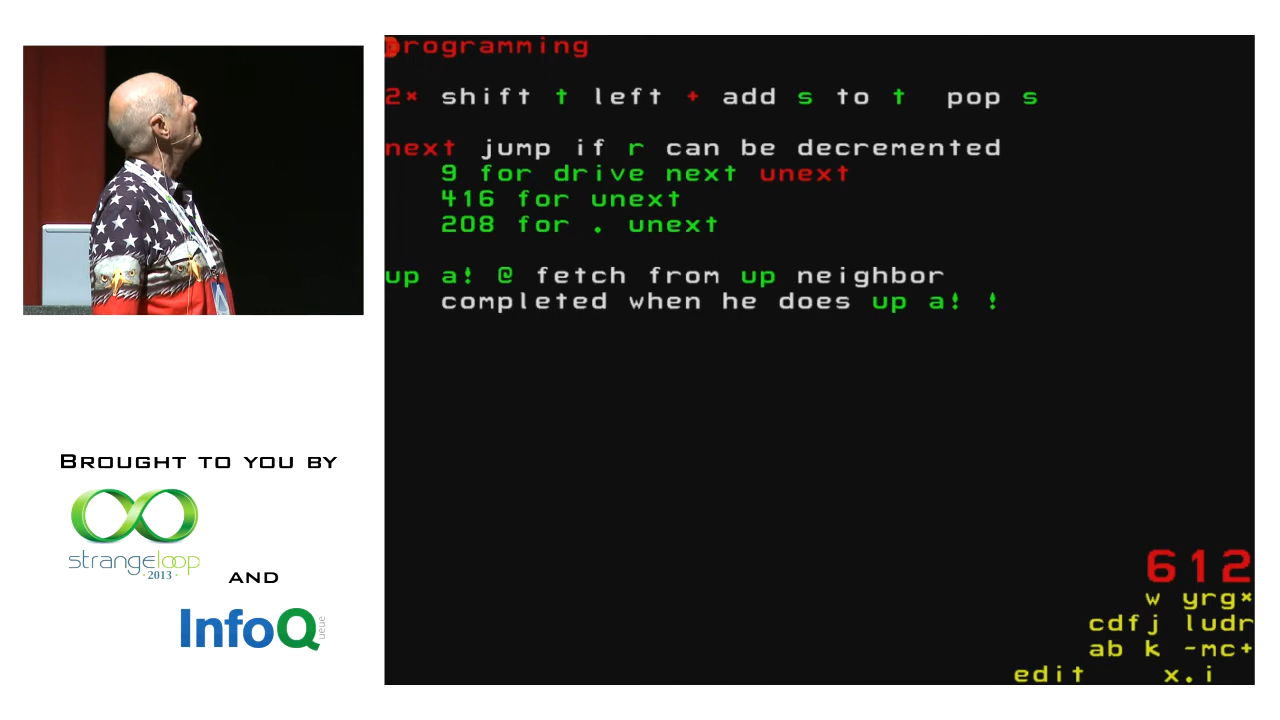 programming
2* shift t left + add s to t pop s
next jump if r can be decremented
9 for drive next unext
416 for unext
208 for . unext
up a! @ fetch from up neighbor
completed when he does up a! !
612
w yrg*
cdfj ludr
ab k -mc+
edit x.i
BROUGHT TO YOU BY
strangeloop
·2013·
AND
InfoQ
ueue